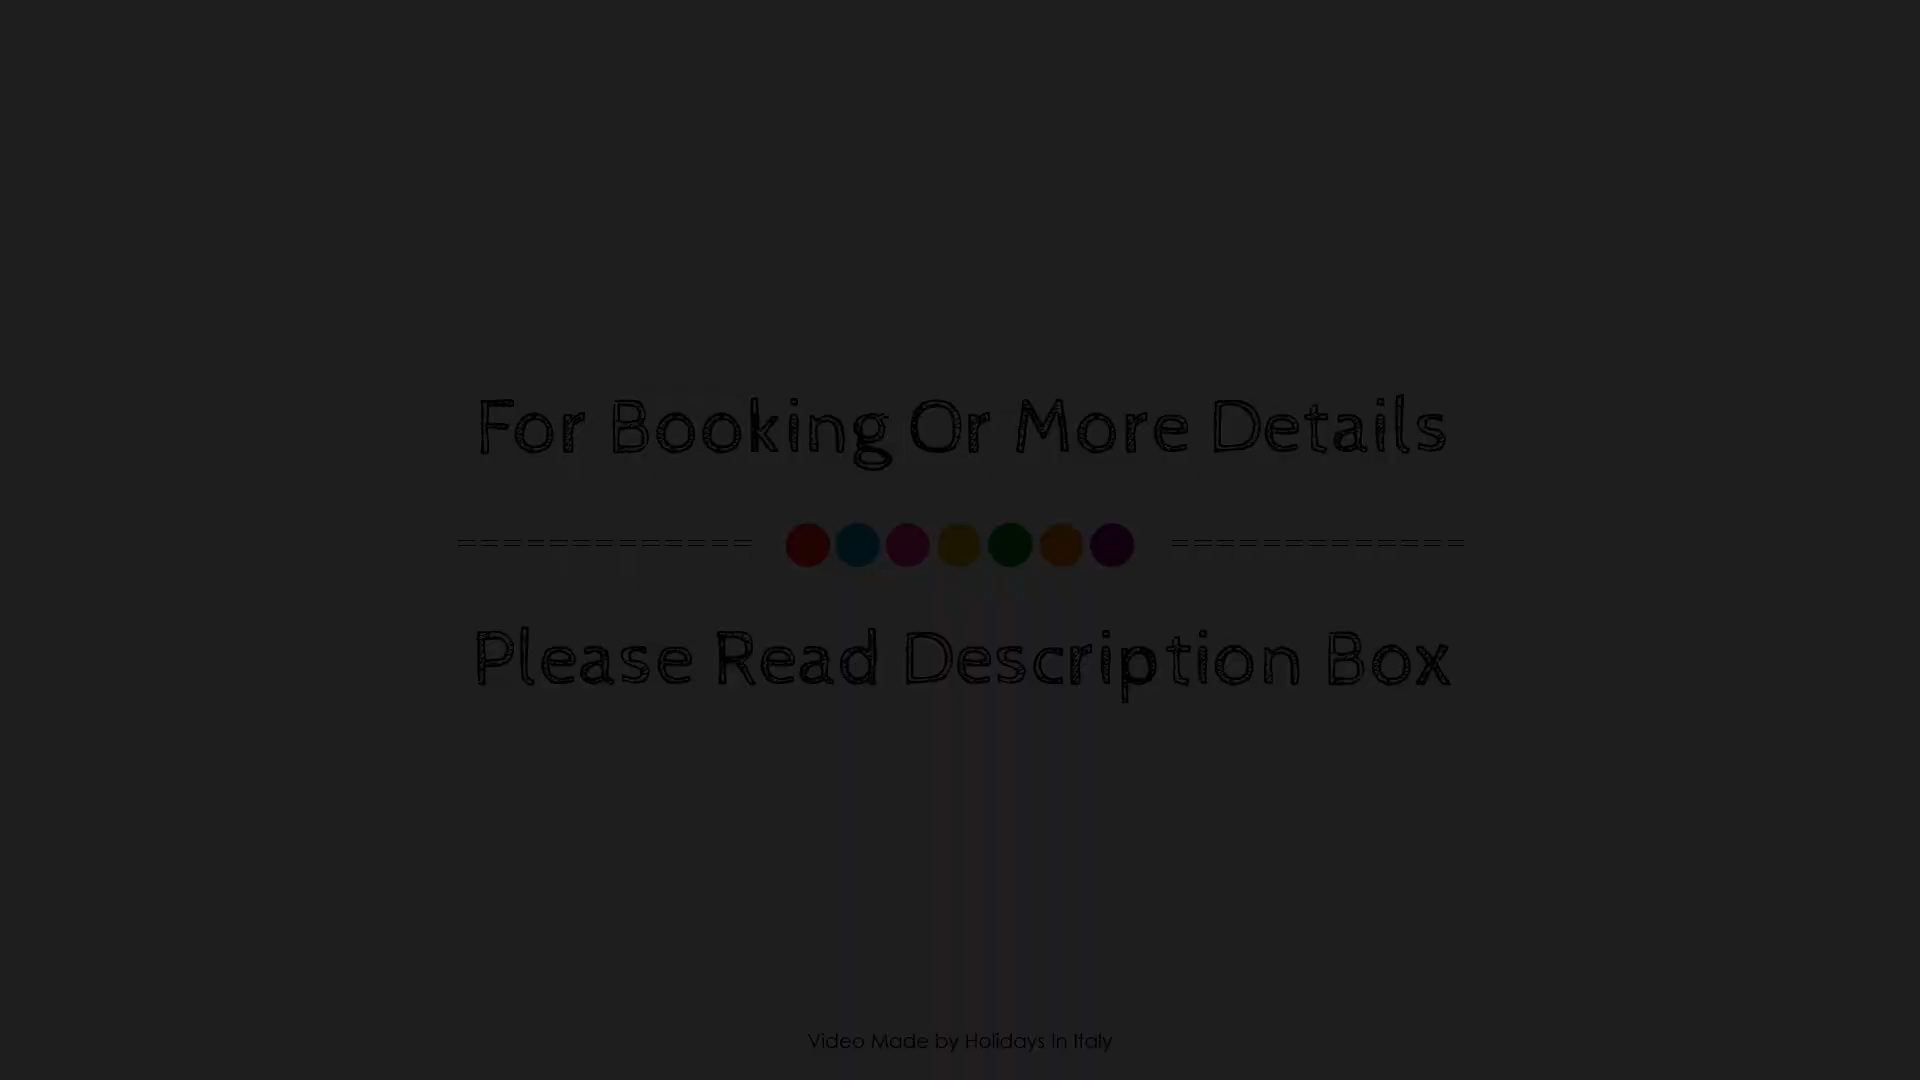 For Booking Or More Details
============= =============
Please Read Description Box
Video Made by Holidays In Italy